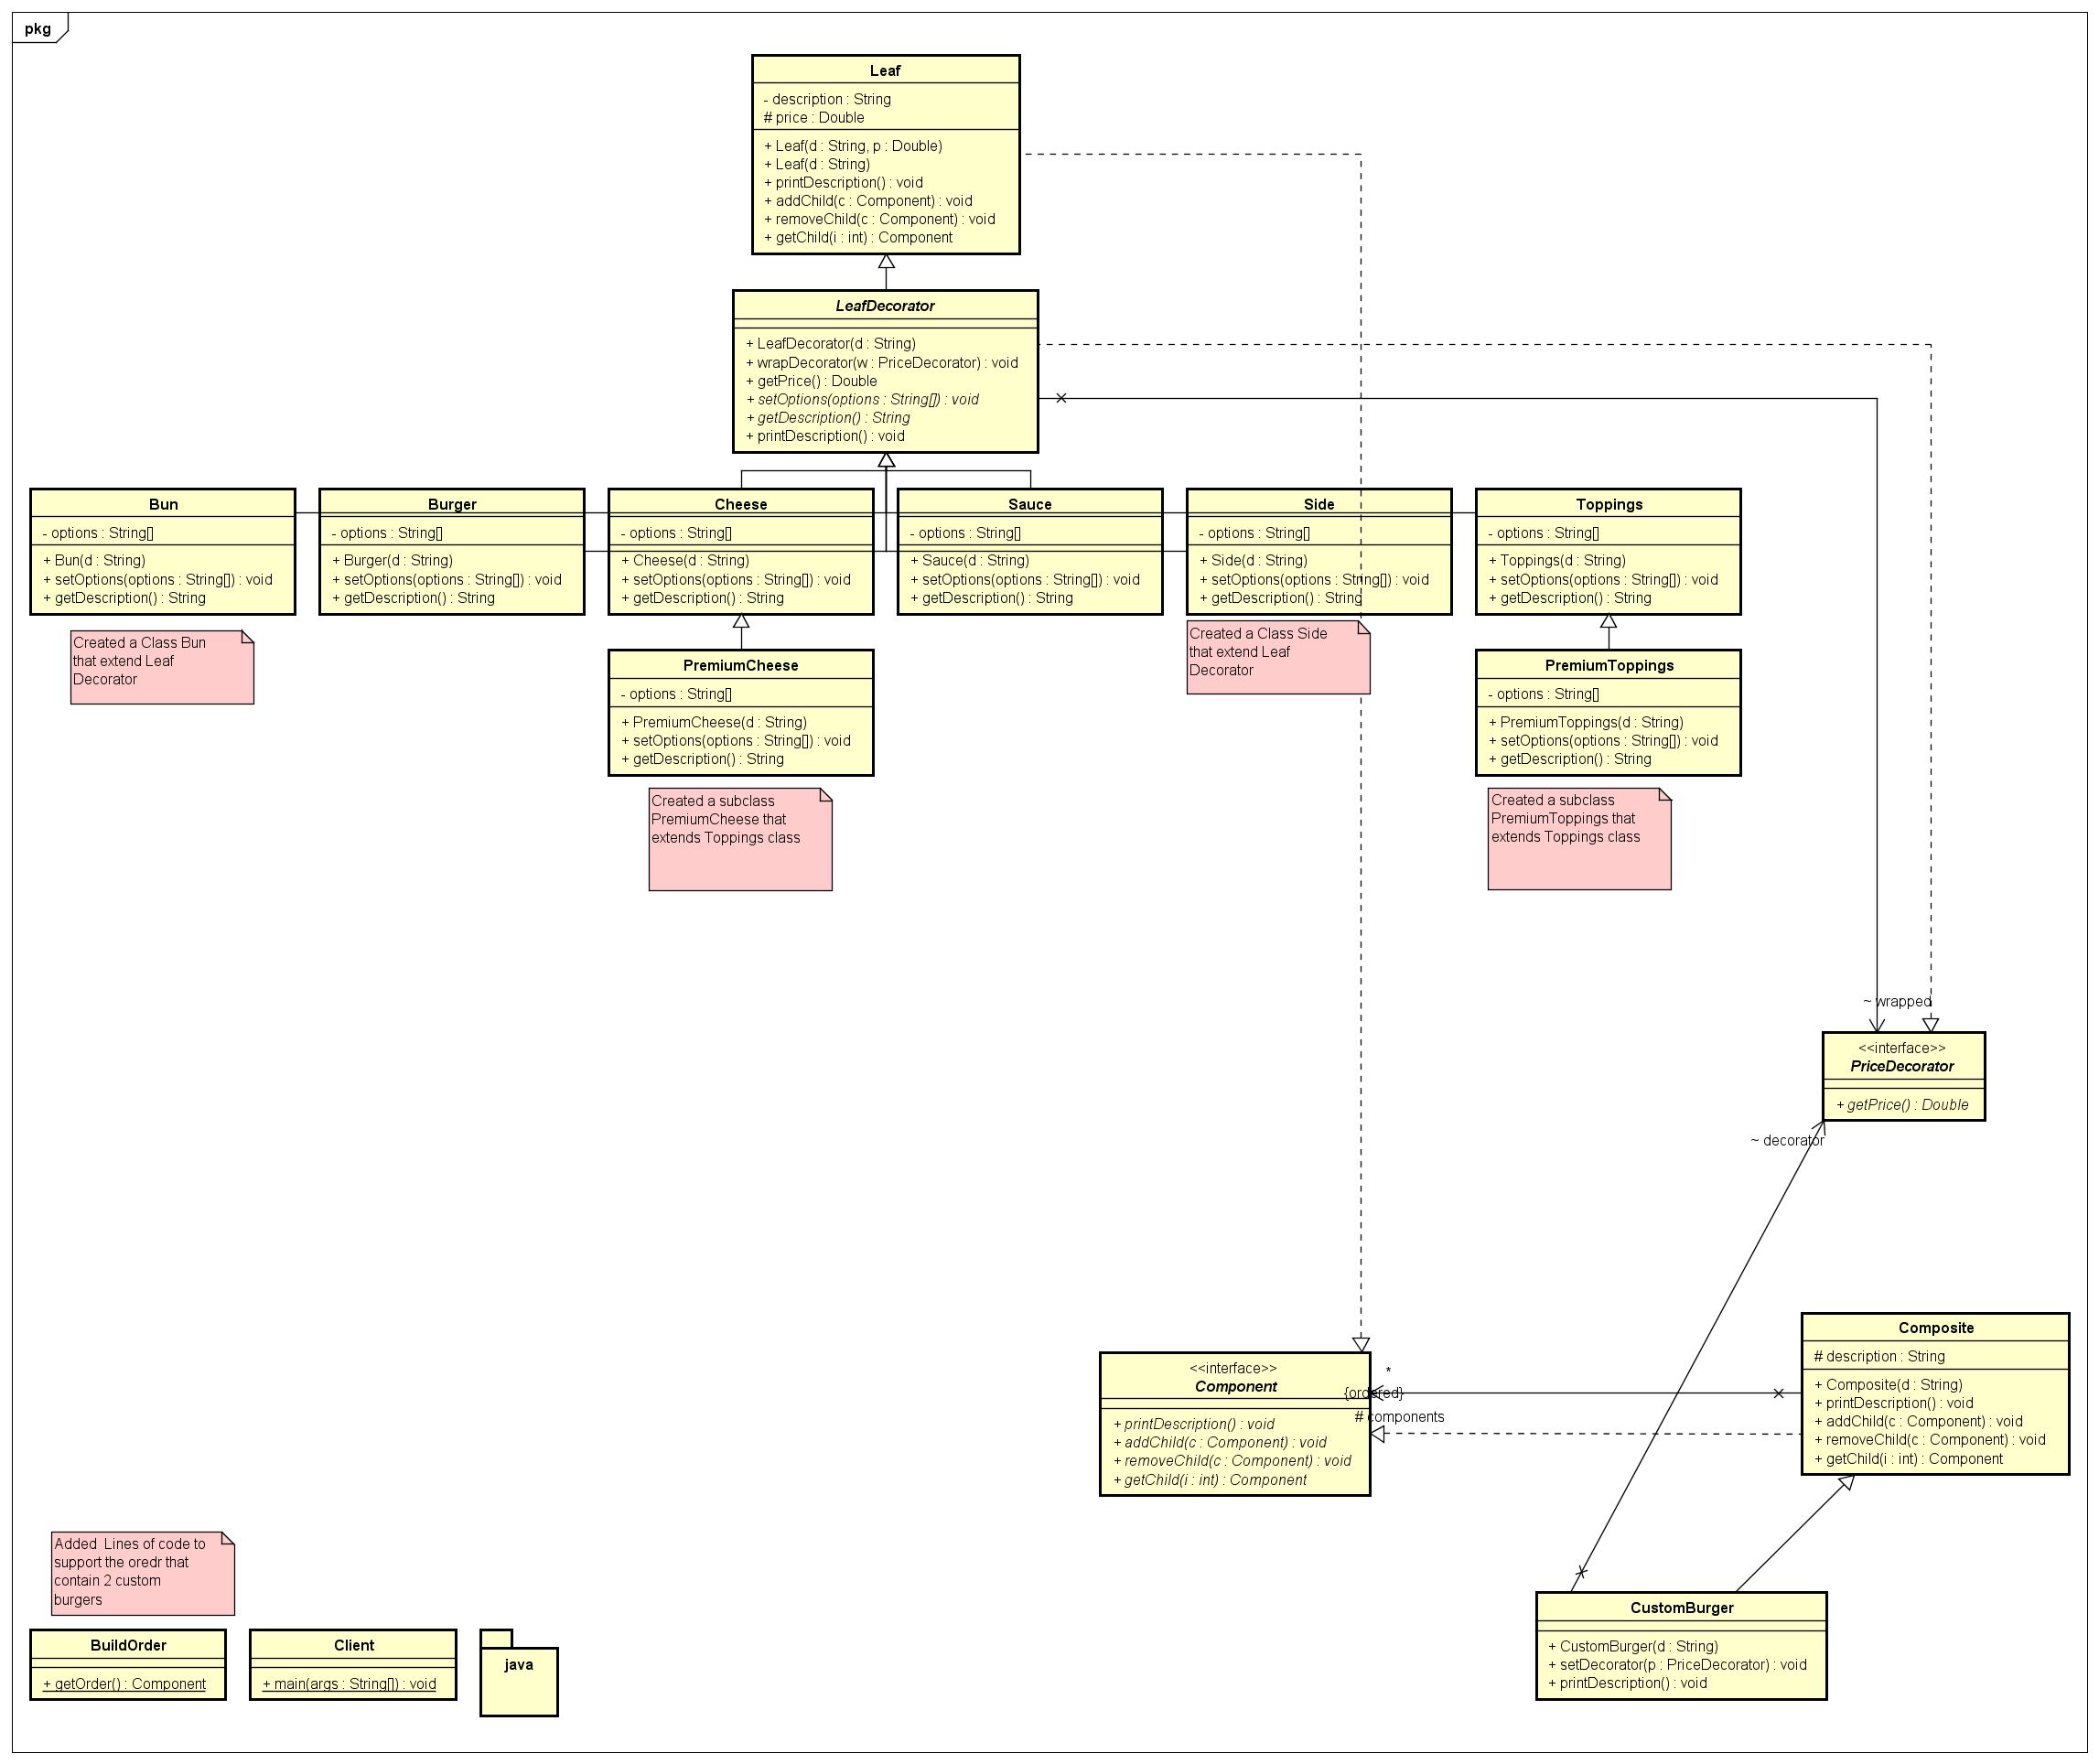 pkg
Leaf
- description : String
# price : Double
+ Leaf(d : String, p : Double)
+ Leaf(d : String)
+ printDescription() : void
+ addChild(c : Component) : void
+ removeChild(c : Component) : void
+ getChild(i : int) : Component
LeafDecorator
+ LeafDecorator(d : String)
+ wrapDecorator(w : PriceDecorator) : void
+ getPrice() : Double
+ setOptions(options : String[]) : void
+ getDescription() : String
+ printDescription() : void
Bun
- options : String[]
+ Bun(d : String)
+ setOptions(options : String[]) : void
+ getDescription() : String
Burger
- options : String[]
+ Burger(d : String)
+ setOptions(options : String[]) : void
+ getDescription() : String
Cheese
- options : String[]
+ Cheese(d : String)
+ setOptions(options : String[]) : void
+ getDescription() : String
Sauce
- options : String[]
+ Sauce(d : String)
+ setOptions(options : String[]) : void
+ getDescription() : String
Side
- options : String[]
+ Side(d : String)
+ setOptions(options : String[]) : void
+ getDescription() : String
Toppings
- options : String[]
+ Toppings(d : String)
+ setOptions(options : String[]) : void
+ getDescription() : String
Created a Class Bun
that extend Leaf
Decorator
Created a Class Side
that extend Leaf
Decorator
PremiumCheese
- options : String[]
+ PremiumCheese(d : String)
+ setOptions(options : String[]) : void
+ getDescription() : String
PremiumToppings
- options : String[]
+ PremiumToppings(d : String)
+ setOptions(options : String[]) : void
+ getDescription() : String
Created a subclass
PremiumCheese that
extends Toppings class
Created a subclass
PremiumToppings that
extends Toppings class
~ wrapped
<<interface>>
PriceDecorator
+ getPrice() : Double
~ decorator
<<interface>>
Component
+ printDescription() : void
+ addChild(c : Component) : void
+ removeChild(c : Component) : void
+ getChild(i : int) : Component
*
{ordered}
# components
Composite
# description : String
+ Composite(d : String)
+ printDescription() : void
+ addChild(c : Component) : void
+ removeChild(c : Component) : void
+ getChild(i : int) : Component
Added  Lines of code to
support the oredr that
contain 2 custom
burgers
BuildOrder
+ getOrder() : Component
Client
+ main(args : String[]) : void
java
CustomBurger
+ CustomBurger(d : String)
+ setDecorator(p : PriceDecorator) : void
+ printDescription() : void